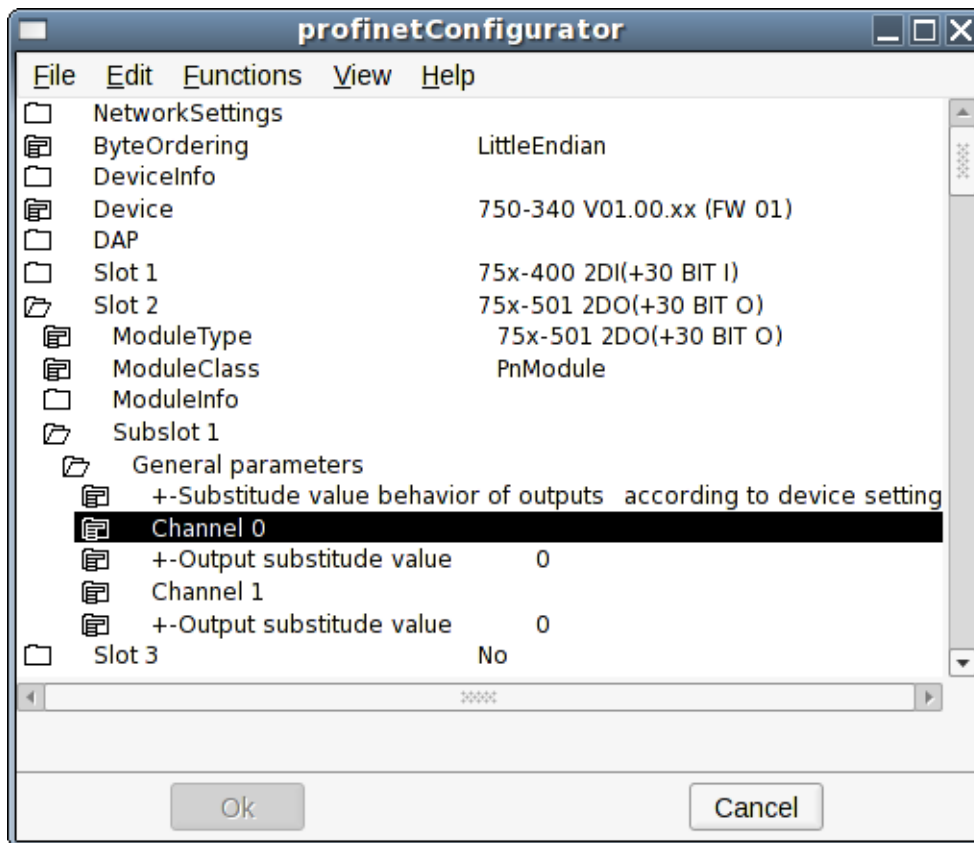 profinetConfigurator
File Edit Functions View Help
NetworkSettings
ByteOrdering LittleEndian
DeviceInfo
Device 750-340 V01.00.xx (FW 01)
DAP
Slot 1 75x-400 2DI(+30 BIT I)
Slot 2 75x-501 2DO(+30 BIT O)
ModuleType 75x-501 2DO(+30 BIT O)
ModuleClass PnModule
ModuleInfo
Subslot 1
General parameters
+-Substitude value behavior of outputs according to device setting
Channel 0
+-Output substitude value 0
Channel 1
+-Output substitude value 0
Slot 3 No
Ok Cancel